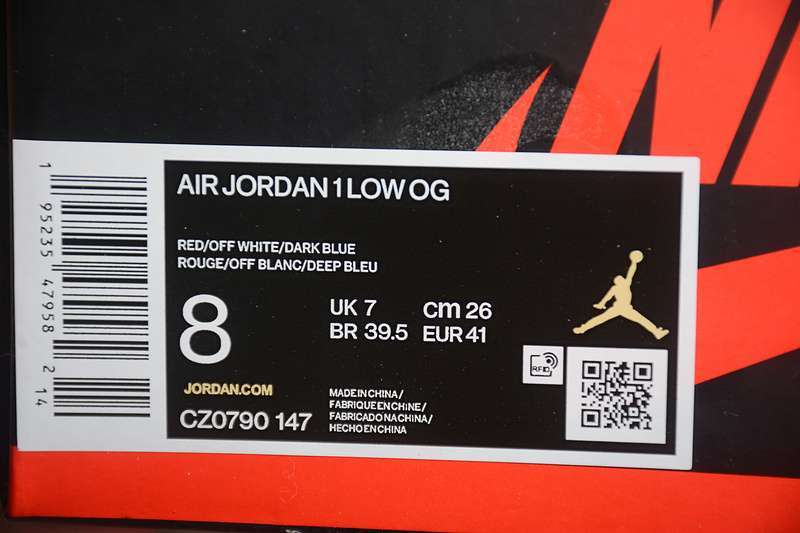 AIR JORDAN 1 LOW OG
RED/OFF WHITE/DARK BLUE
ROUGE/OFF BLANC/DEEP BLEU
8
UK 7 cm 26
BR 39.5 EUR 41
RFID
JORDAN.COM
CZ0790 147
MADE IN CHINA/
FABRIQUE EN CHINE/
FABRICADO NA CHINA/
HECHO EN CHINA
1 95235 47958 2 14